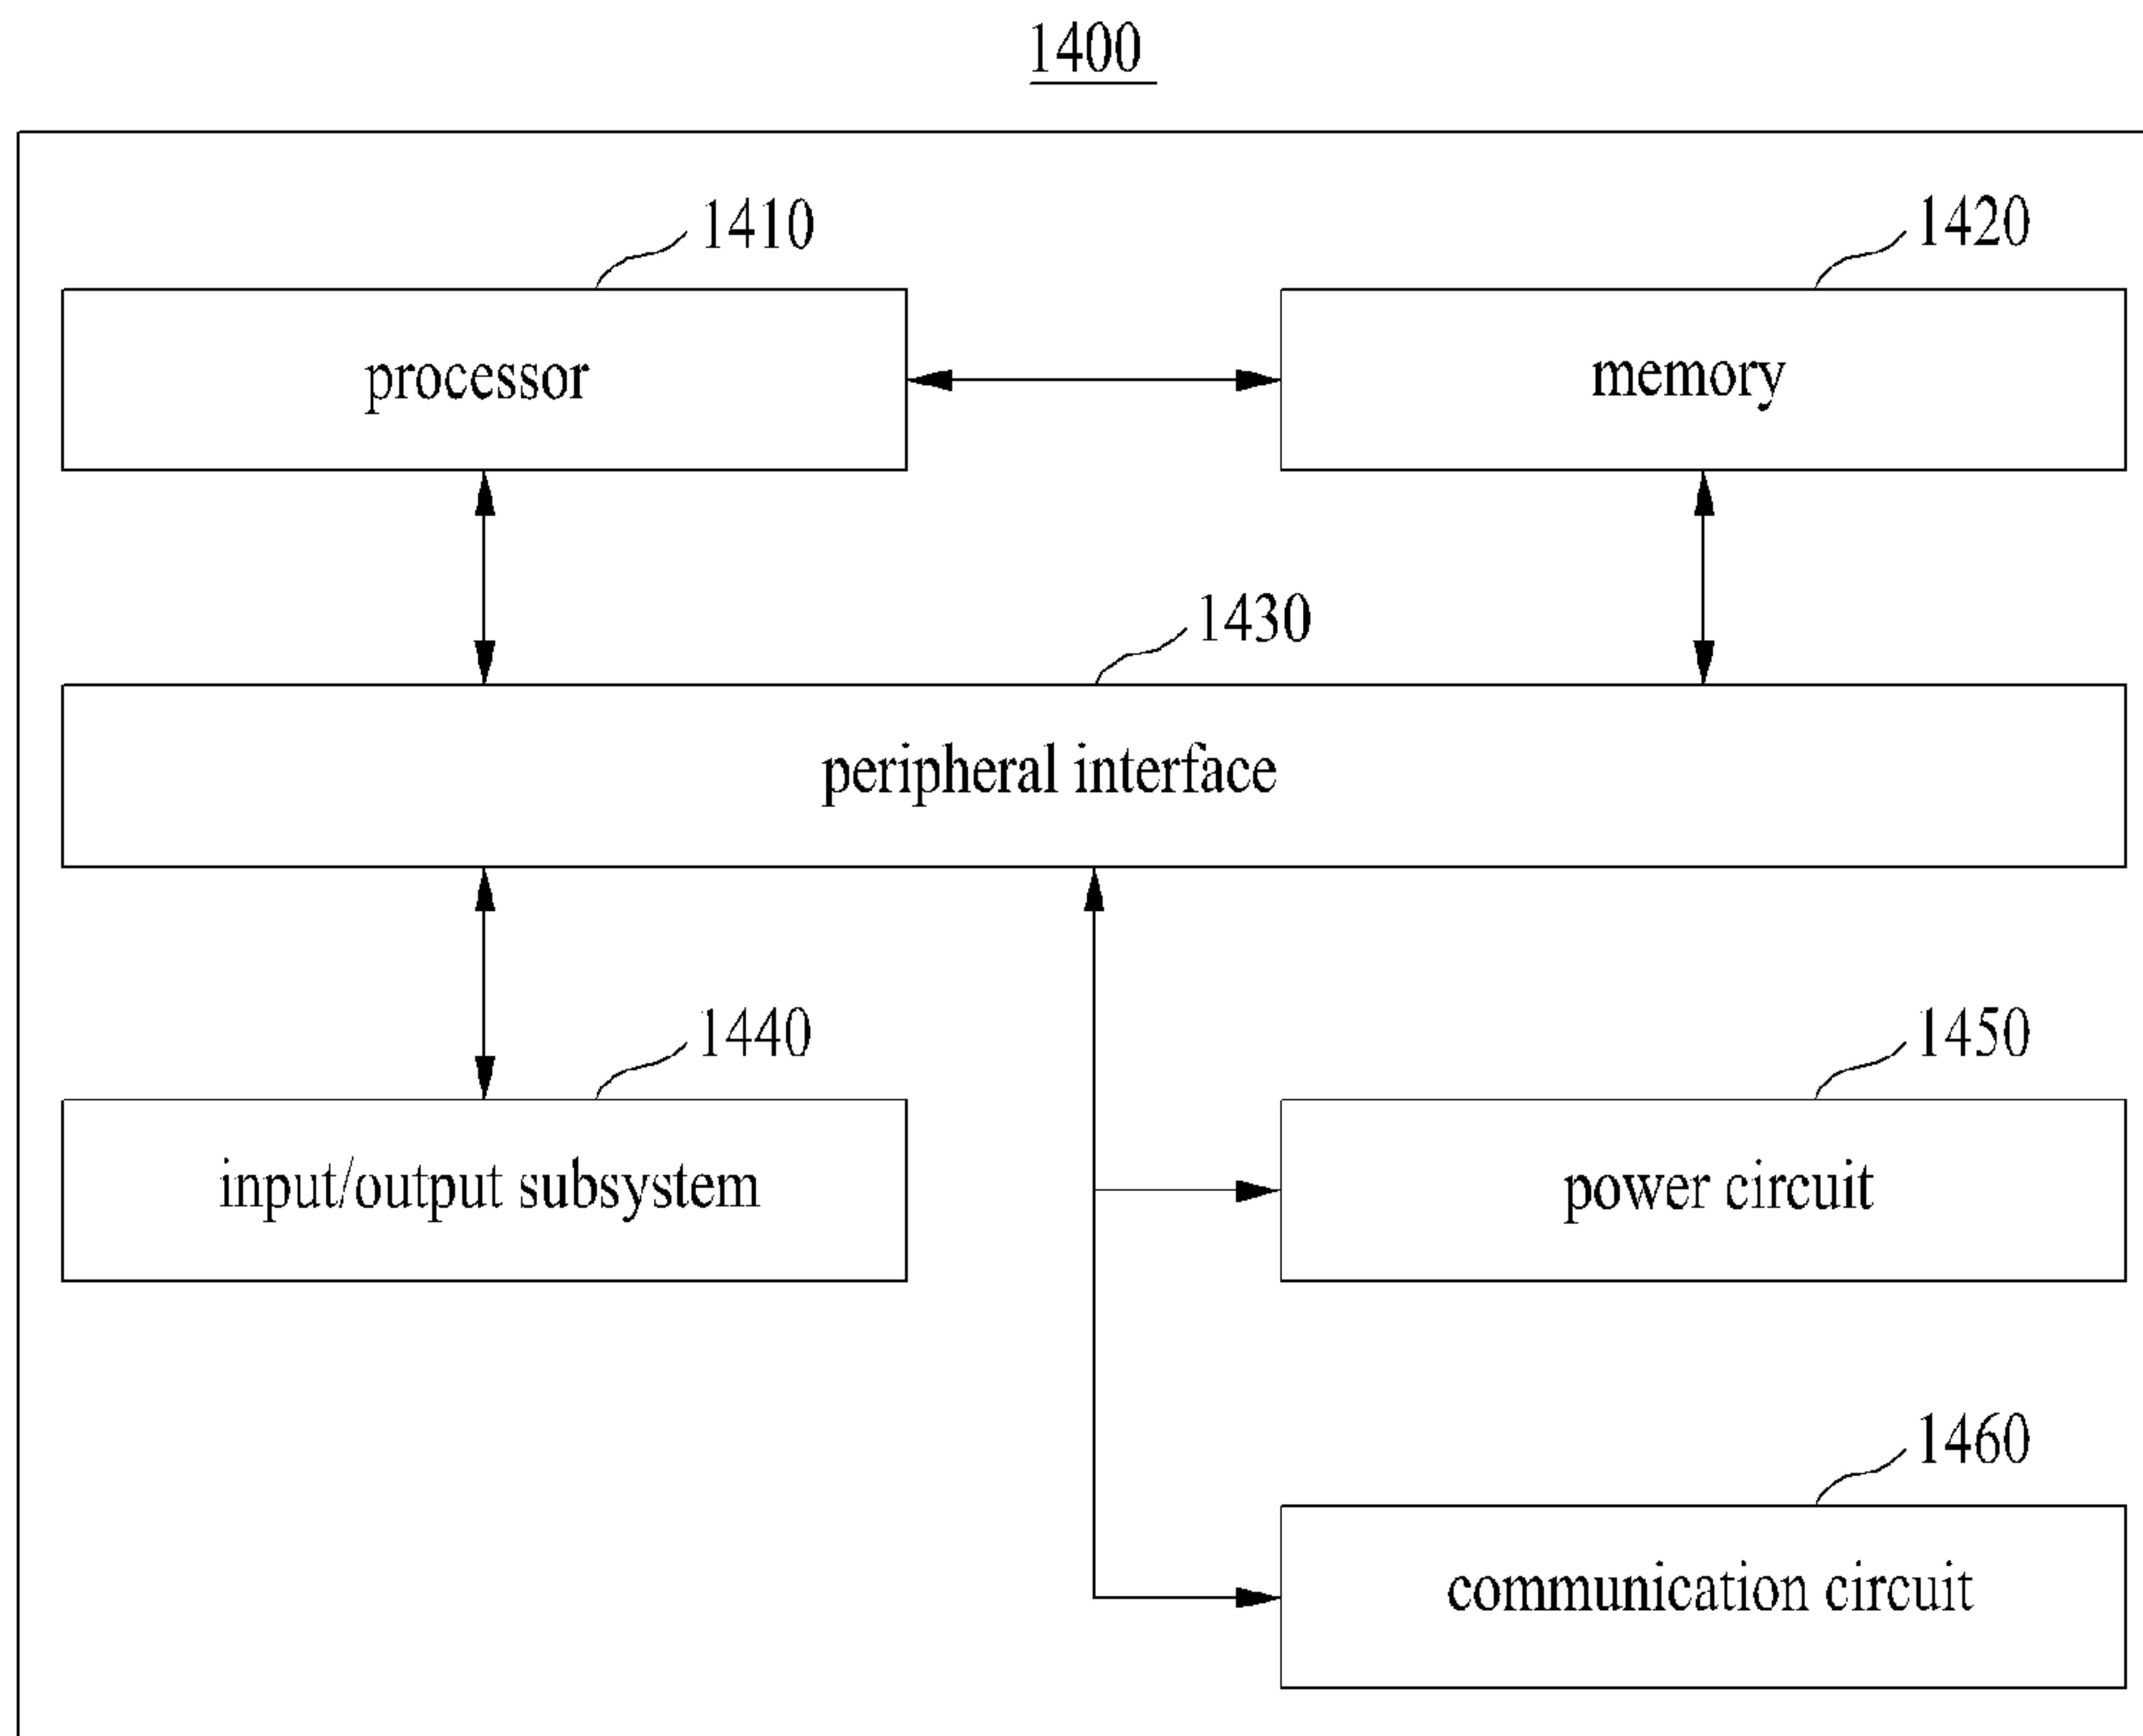 1400
1410
1420
processor
memory
1430
peripheral interface
1440
1450
input/output subsystem
power circuit
1460
communication circuit